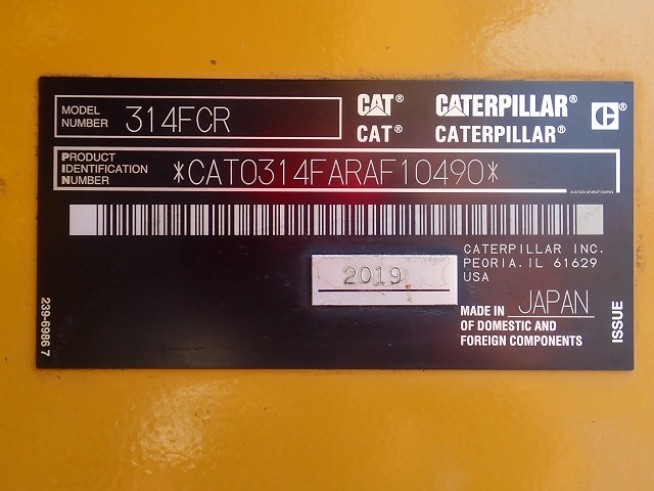 MODEL NUMBER 314FCR
CAT® CATERPILLAR®
CAT® CATERPILLAR®
PRODUCT IDENTIFICATION NUMBER *CAT0314FARAF10490*
CATERPILLAR INC.
PEORIA, IL 61629
USA
2019
MADE IN JAPAN
OF DOMESTIC AND
FOREIGN COMPONENTS
239-6986 7
ISSUE